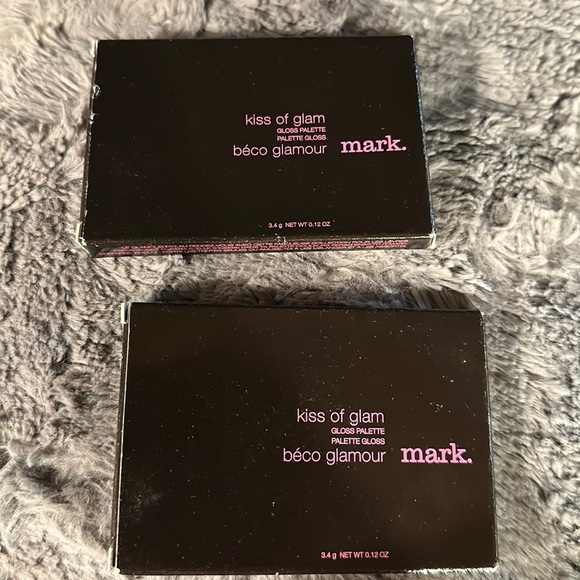 kiss of glam
GLOSS PALETTE
PALETTE GLOSS
béco glamour mark.
3.4 g NET WT 0.12 OZ
kiss of glam
GLOSS PALETTE
PALETTE GLOSS
béco glamour mark.
3.4 g NET WT 0.12 OZ